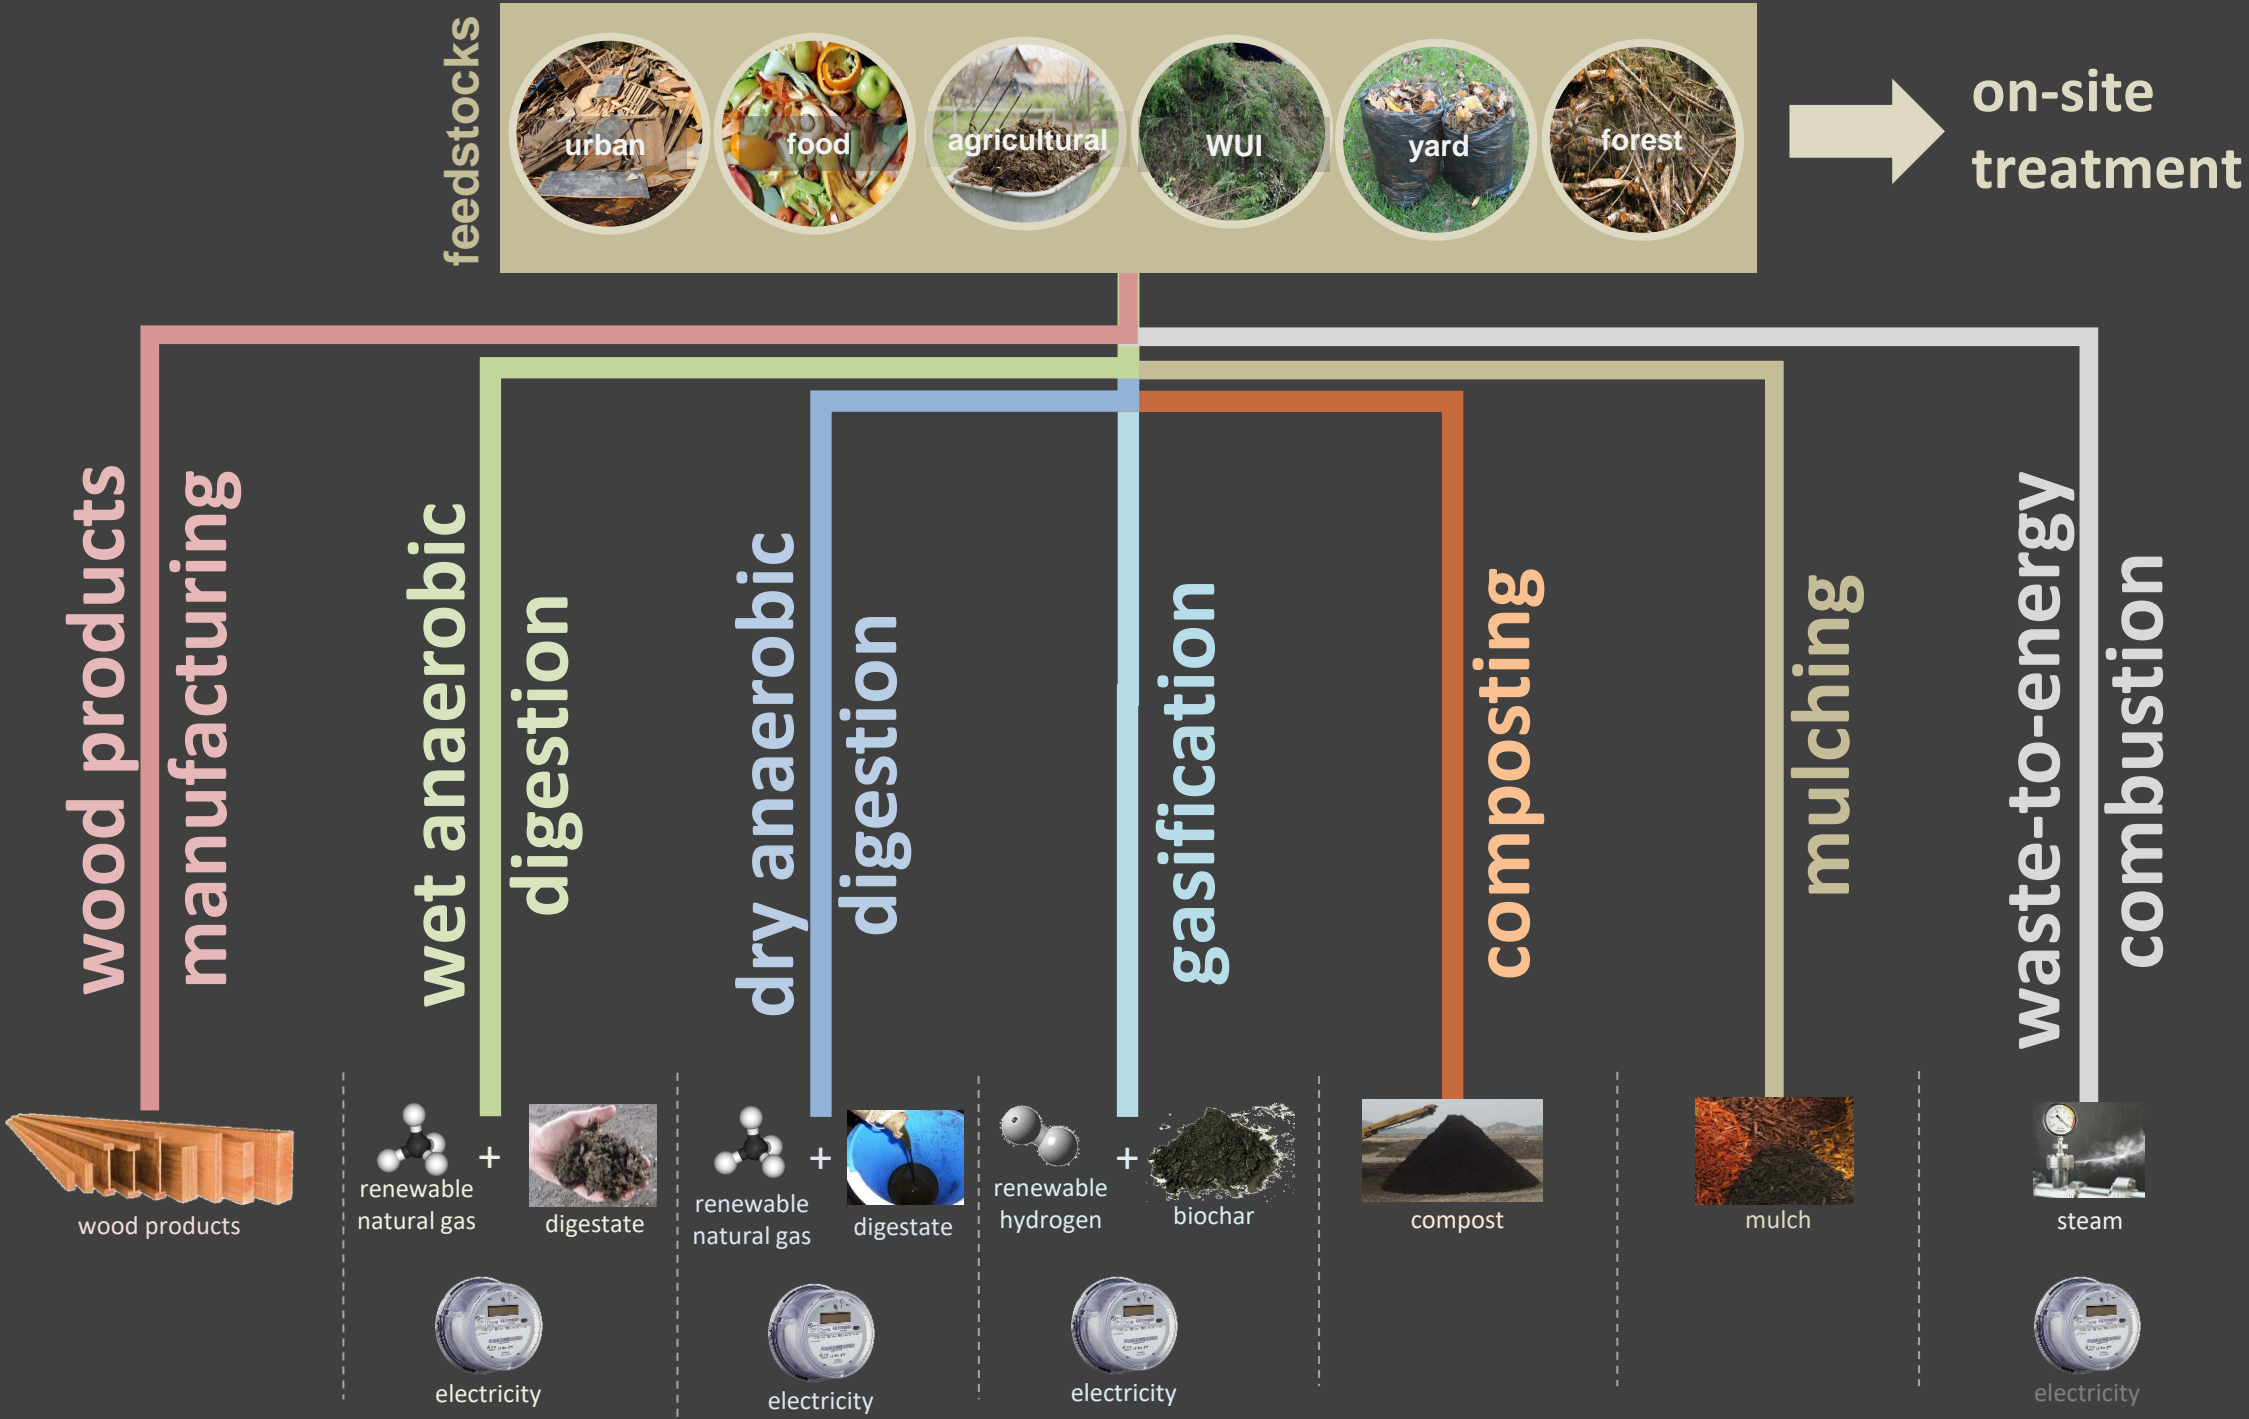 feedstocks
urban
food
agricultural
WUI
yard
forest
on-site
treatment
wood products
manufacturing
wet anaerobic
digestion
dry anaerobic
digestion
gasification
composting
mulching
waste-to-energy
combustion
wood products
renewable
natural gas
+
digestate
electricity
renewable
natural gas
+
digestate
electricity
renewable
hydrogen
+
biochar
electricity
compost
mulch
steam
electricity